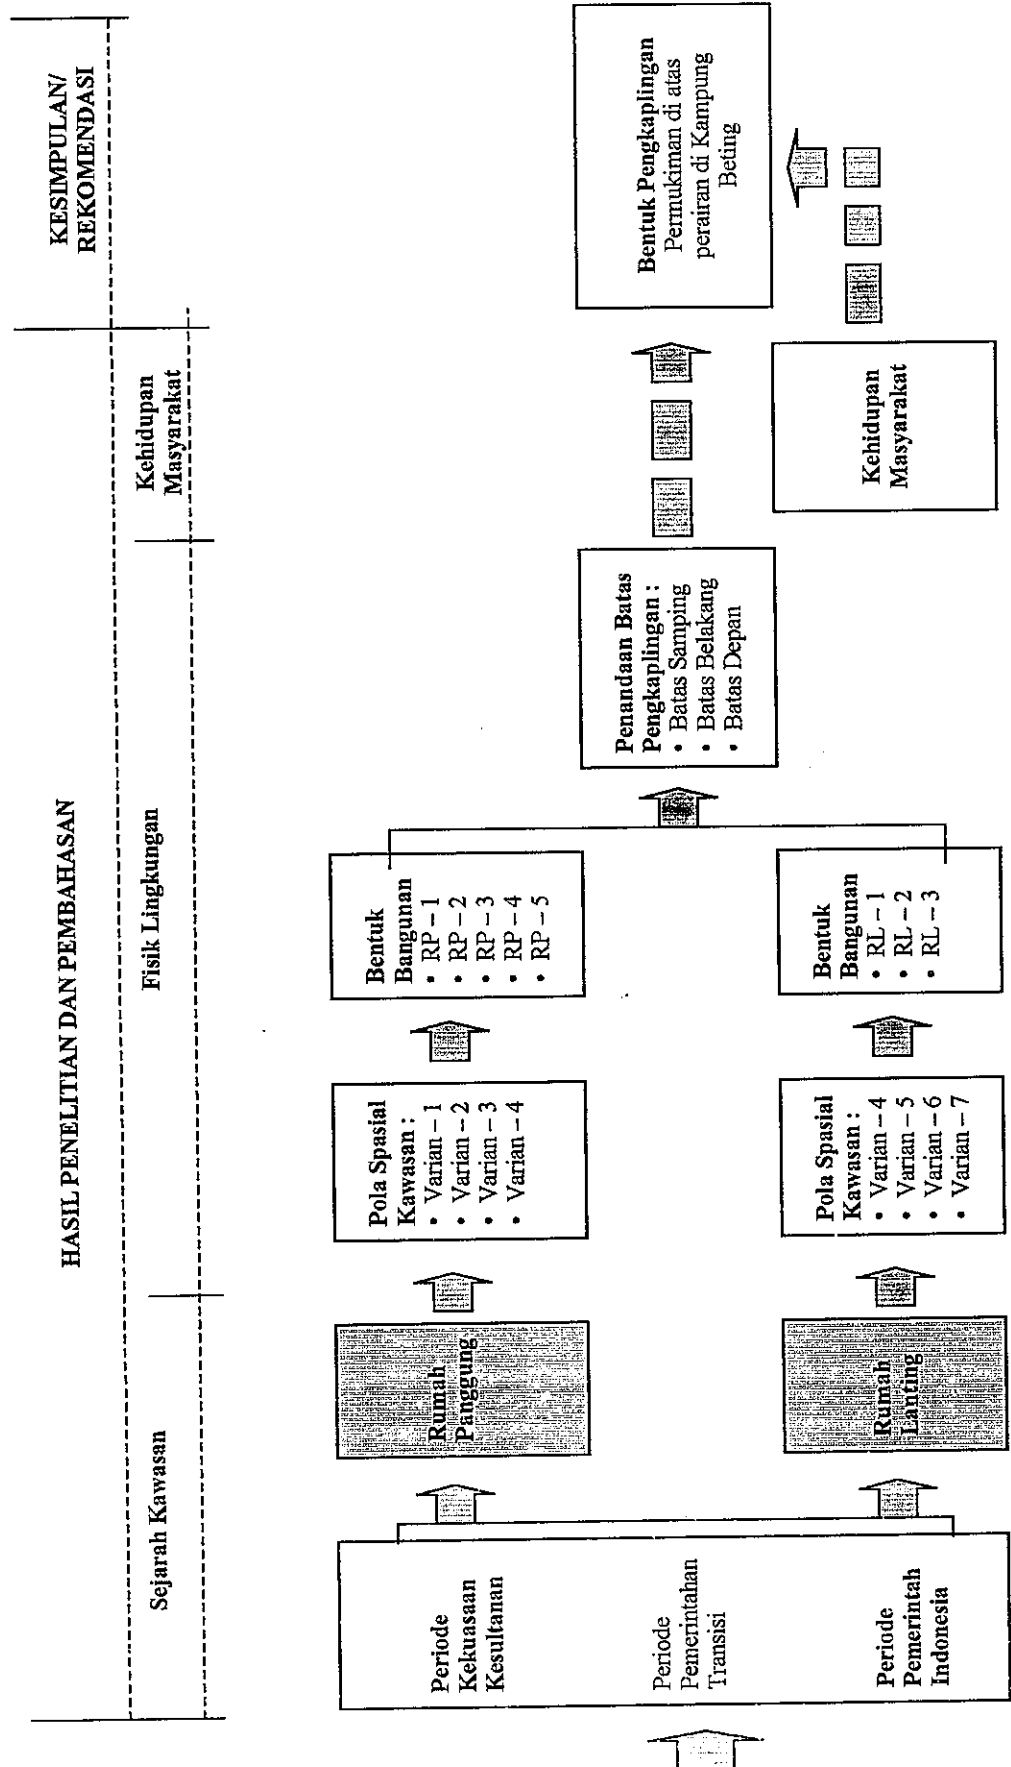 HASIL PENELITIAN DAN PEMBAHASAN
KESIMPULAN/
REKOMENDASI
Sejarah Kawasan
Fisik Lingkungan
Kehidupan
Masyarakat
Periode
Kekuasaan
Kesultanan
Periode
Pemerintahan
Transisi
Periode
Pemerintah
Indonesia
Rumah
Panggung
Pola Spasial
Kawasan :
• Varian – 1
• Varian – 2
• Varian – 3
• Varian – 4
Bentuk
Bangunan
• RP – 1
• RP – 2
• RP – 3
• RP – 4
• RP – 5
Rumah
Lanting
Pola Spasial
Kawasan :
• Varian – 4
• Varian – 5
• Varian – 6
• Varian – 7
Bentuk
Bangunan
• RL – 1
• RL – 2
• RL – 3
Penandaan Batas
Pengkaplingan :
• Batas Samping
• Batas Belakang
• Batas Depan
Kehidupan
Masyarakat
Bentuk Pengkaplingan
Permukiman di atas
perairan di Kampung
Beting